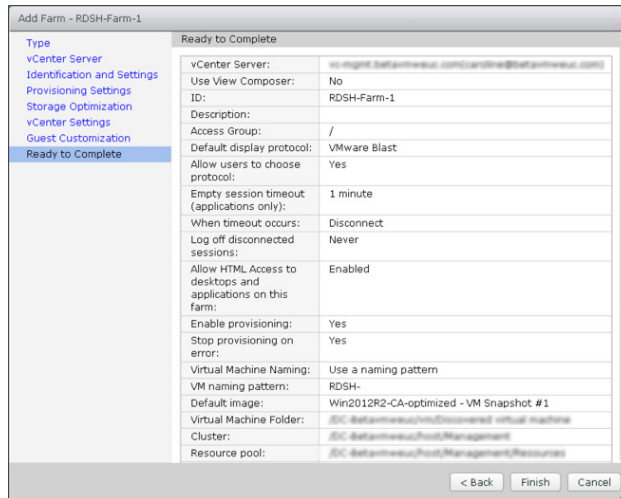 Add Farm - RDSH-Farm-1
Type
vCenter Server
Identification and Settings
Provisioning Settings
Storage Optimization
vCenter Settings
Guest Customization
Ready to Complete
Ready to Complete
vCenter Server:
Use View Composer: No
ID: RDSH-Farm-1
Description:
Access Group: /
Default display protocol: VMware Blast
Allow users to choose Yes
protocol:
Empty session timeout 1 minute
(applications only):
When timeout occurs: Disconnect
Log off disconnected Never
sessions:
Allow HTML Access to Enabled
desktops and
applications on this
farm:
Enable provisioning: Yes
Stop provisioning on Yes
error:
Virtual Machine Naming: Use a naming pattern
VM naming pattern: RDSH-
Default image: Win2012R2-CA-optimized - VM Snapshot #1
Virtual Machine Folder:
Cluster:
Resource pool:
< Back
Finish
Cancel